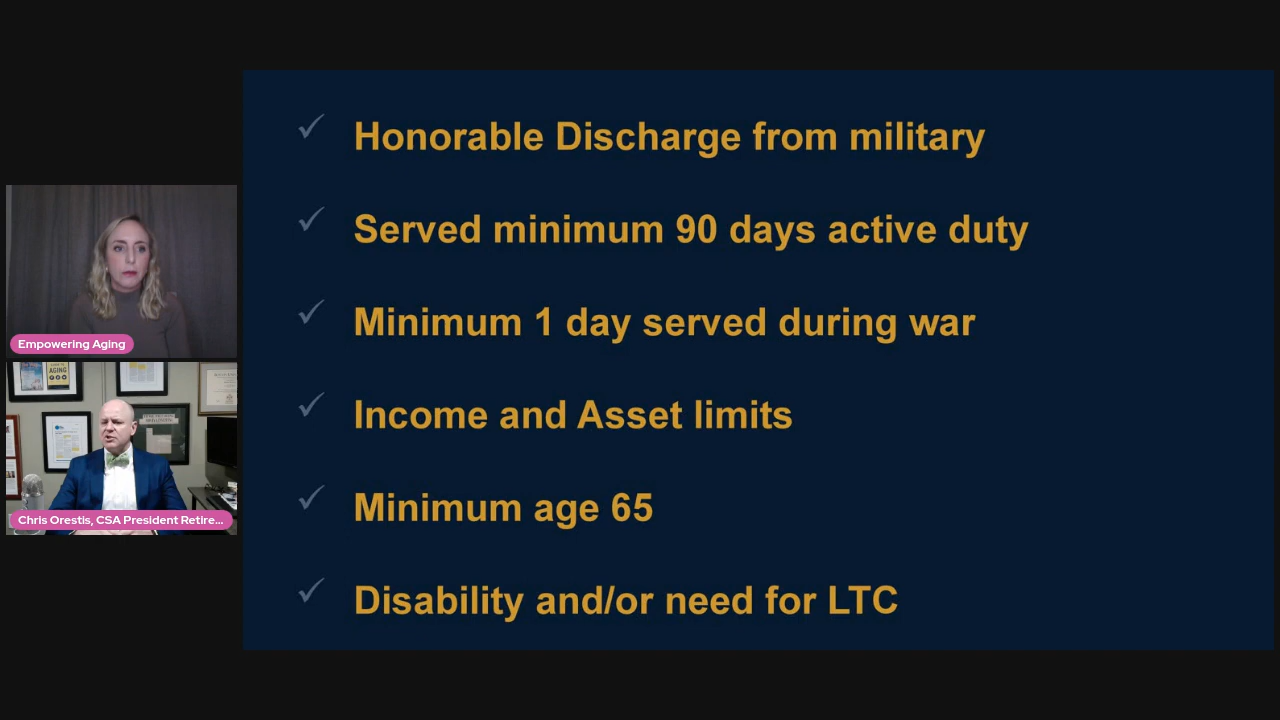 Honorable Discharge from military
Served minimum 90 days active duty
Minimum 1 day served during war
Income and Asset limits
Minimum age 65
Disability and/or need for LTC
Empowering Aging
AGING
Chris Orestis, CSA President Retire...